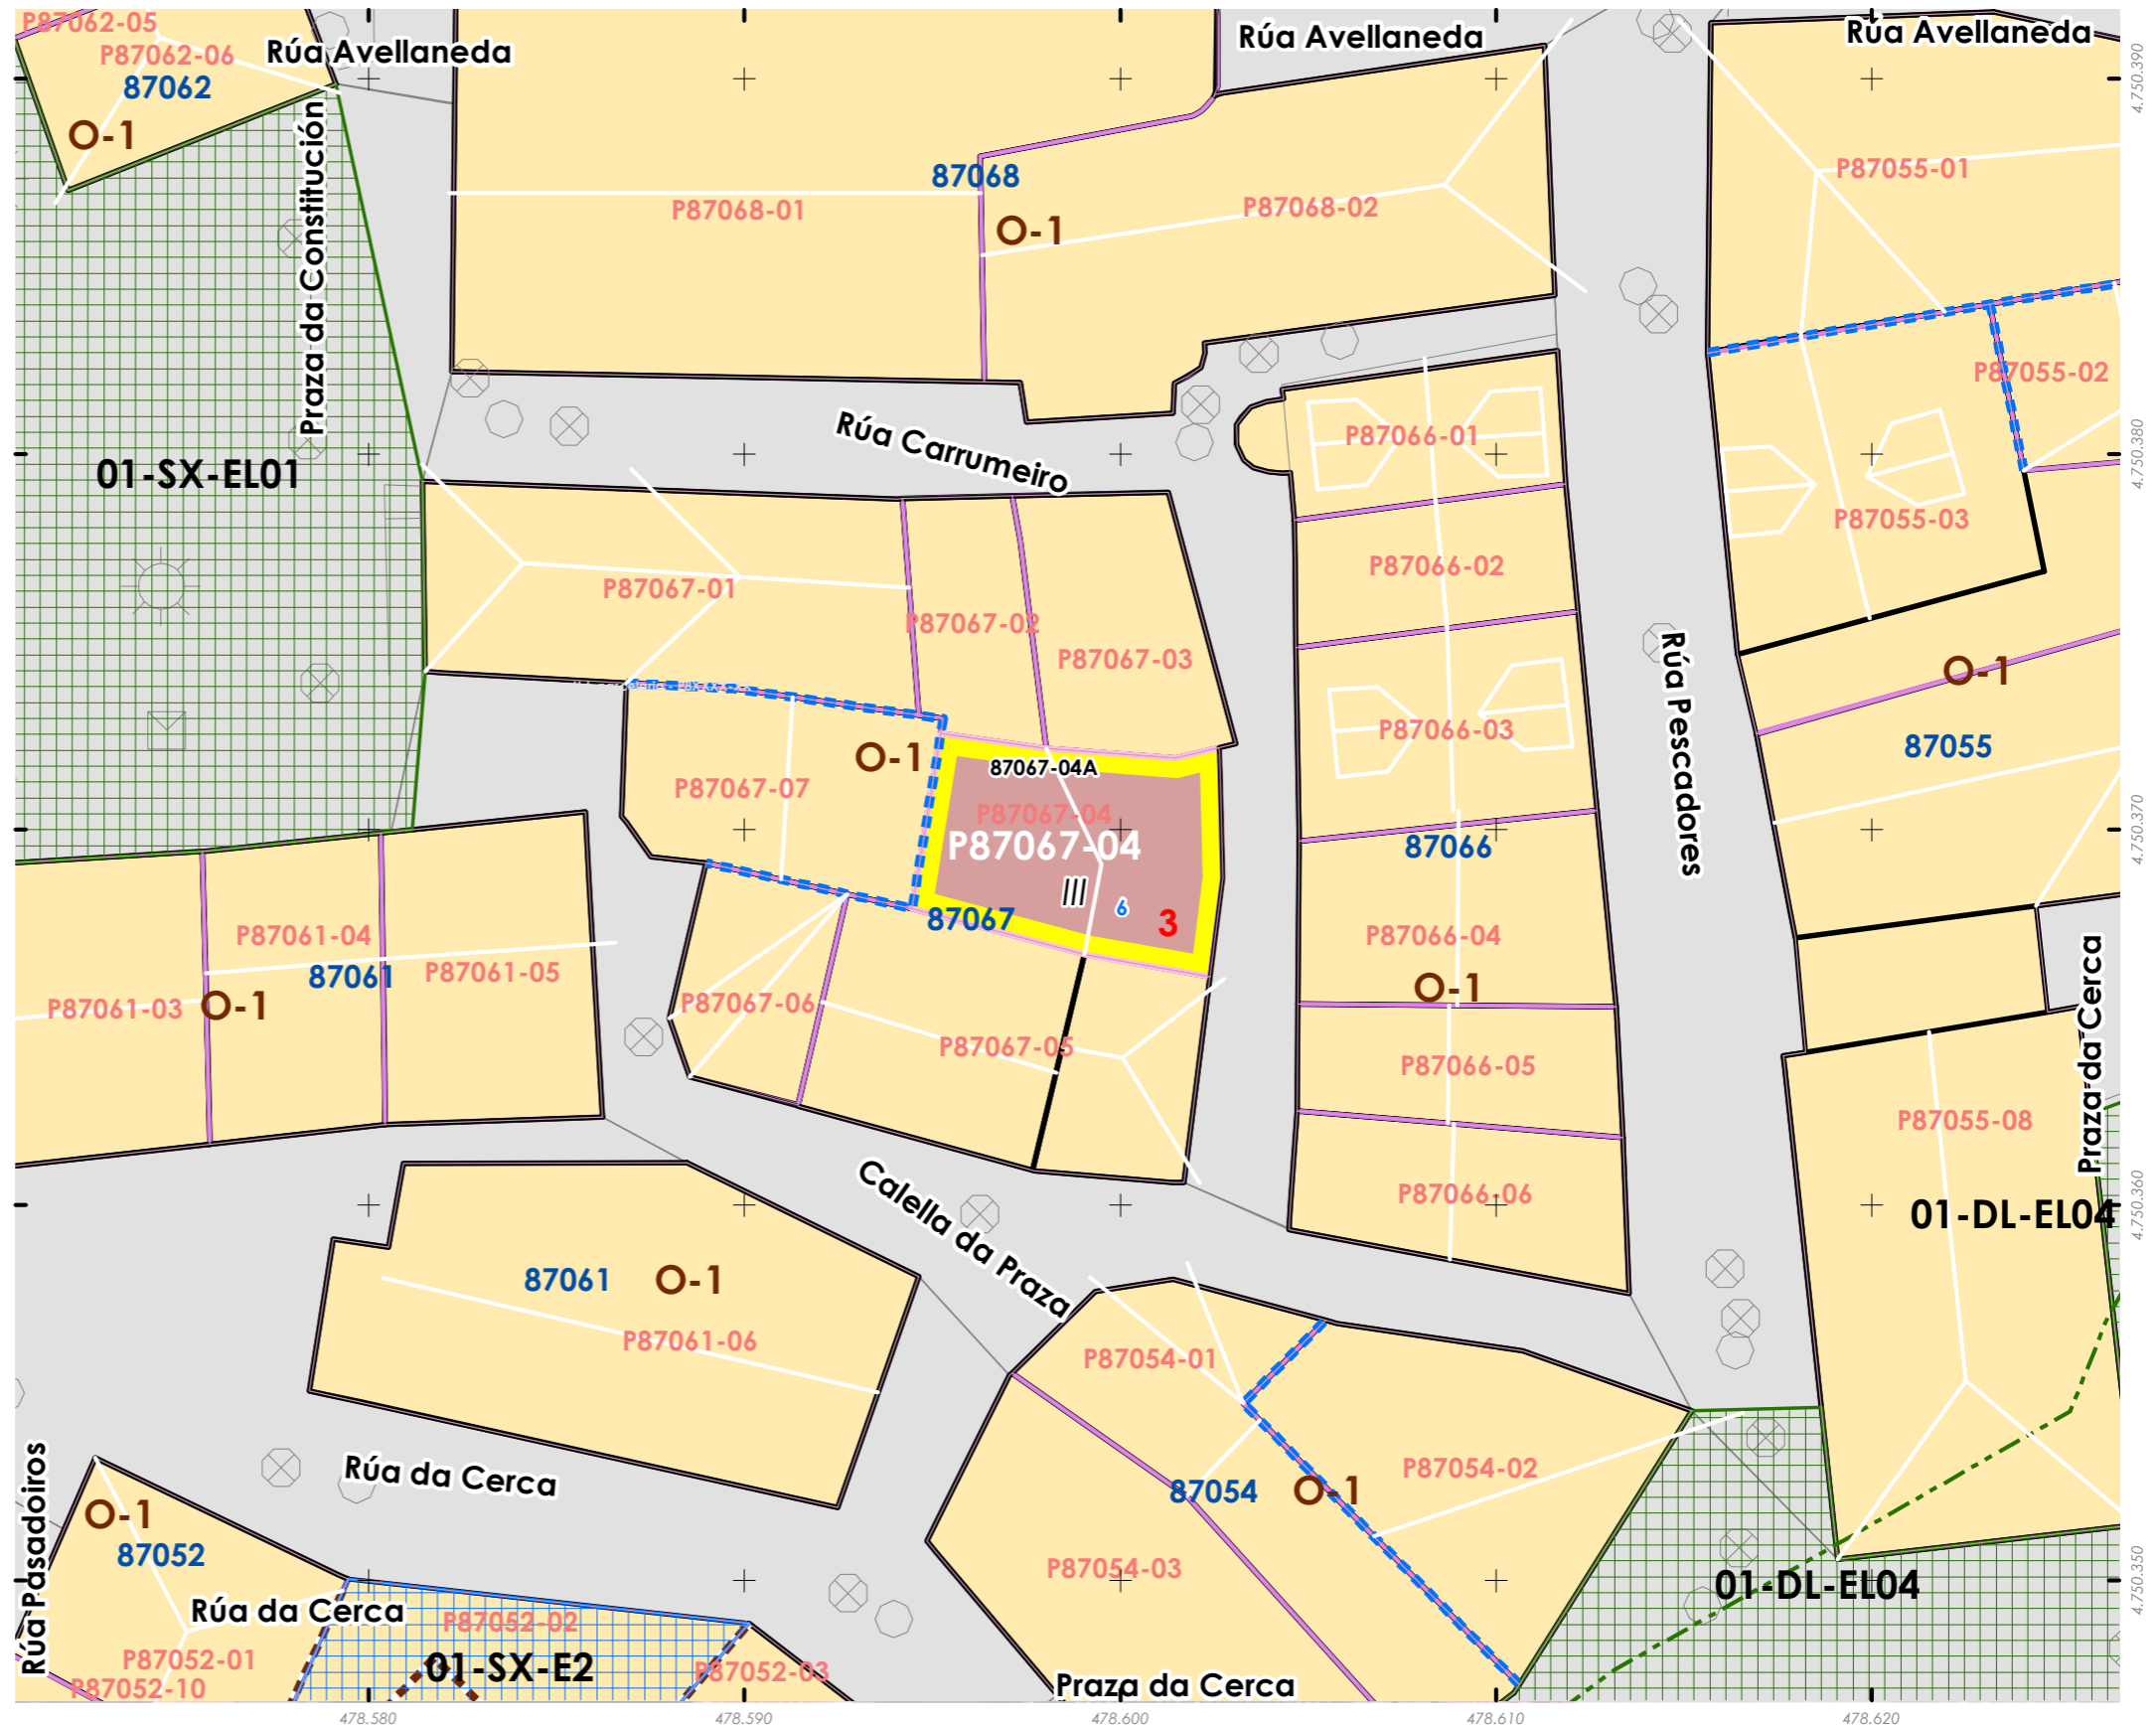 P87062-05
Rúa Avellaneda
Rúa Avellaneda
Rúa Avellaneda
P87062-06
87062
O-1
4.750.390
Praza da Constitución
87068
P87068-01
P87068-02
O-1
P87055-01
P87055-02
Rúa Carrumeiro
P87066-01
4.750.380
01-SX-EL01
P87055-03
P87066-02
P87067-01
P87067-02
P87067-03
Rúa Pescadores
O-1
P87066-03
87055
O-1
87067-04A
P87067-07
P87067-04
P87067-04
87066
4.750.370
III
6
3
87067
P87061-04
87061
P87061-05
P87066-04
O-1
P87061-03
O-1
P87067-06
P87067-05
Praza da Cerca
P87066-05
P87055-08
P87066-06
01-DL-EL04
4.750.360
Calella da Praza
87061
O-1
P87061-06
P87054-01
Rúa da Cerca
87054
O-1
P87054-02
Rúa Pasadoiros
O-1
87052
P87054-03
01-DL-EL04
4.750.350
Rúa da Cerca
P87052-02
P87052-01
01-SX-E2
P87052-03
P87052-10
Praza da Cerca
478.580
478.590
478.600
478.610
478.620